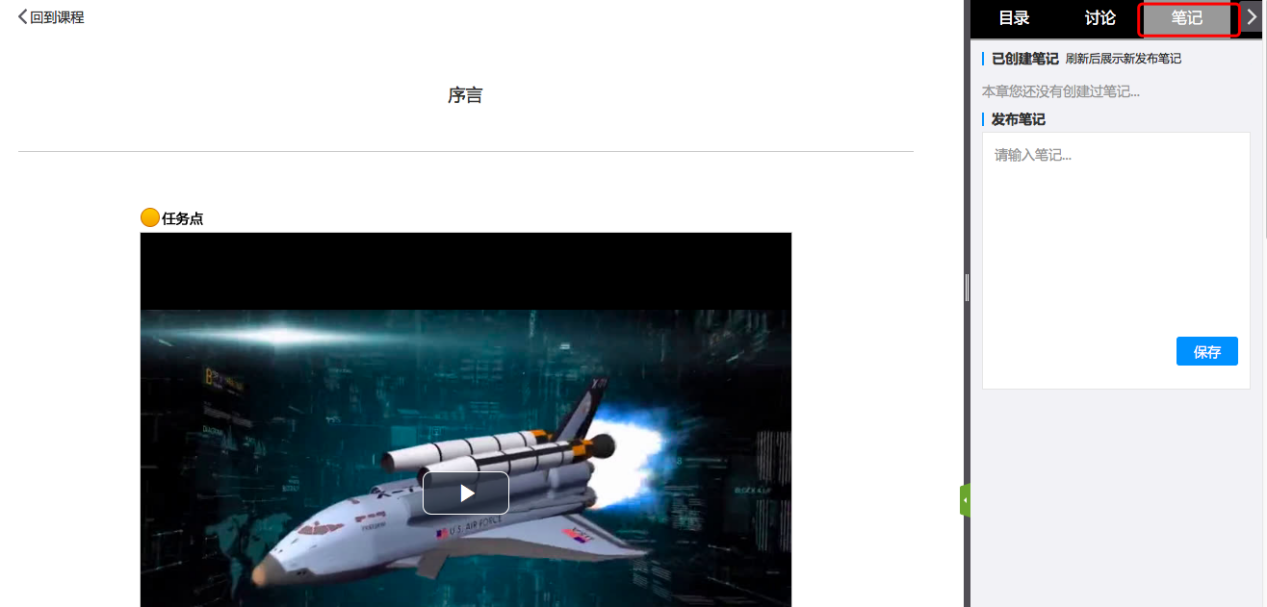 回到课程
序言
任务点
U.S. AIR FORCE
目录
讨论
笔记
已创建笔记 刷新后展示新发布笔记
本章您还没有创建过笔记...
发布笔记
请输入笔记...
保存